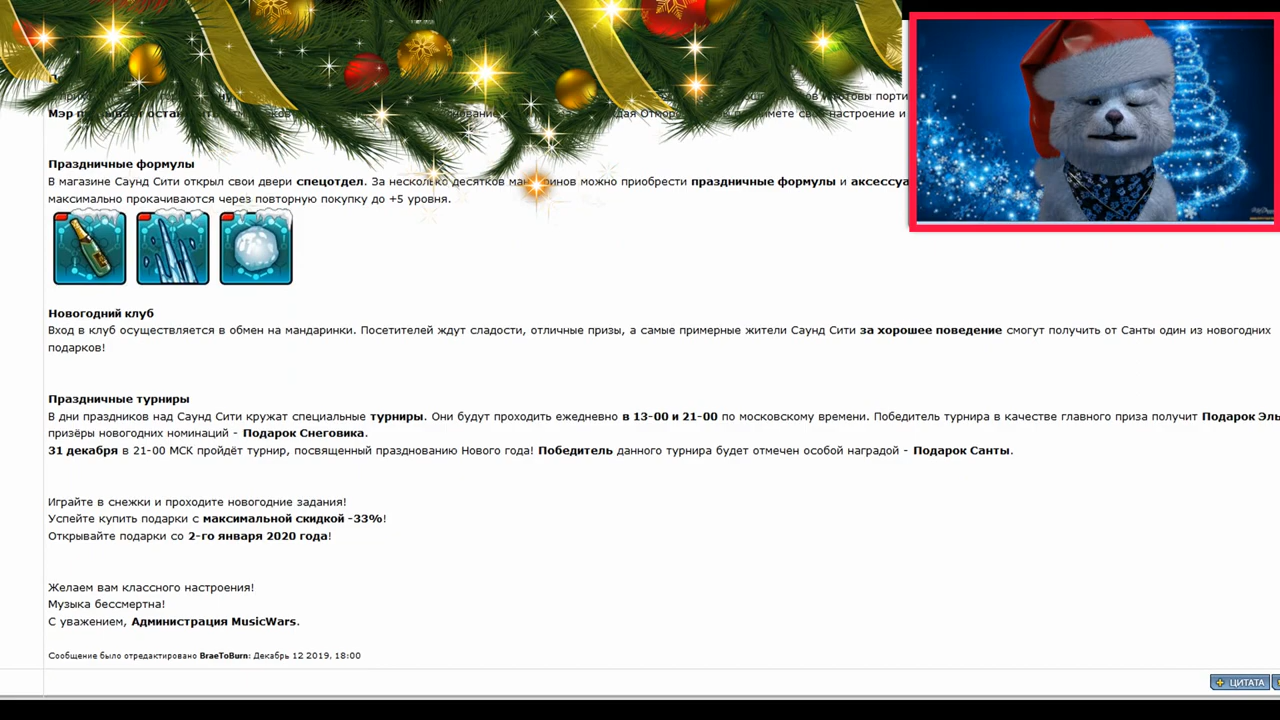 Мэр
Праздничные формулы
В магазине Саунд Сити открыл свои двери спецотдел. За несколько десятков мандаринов можно приобрести праздничные формулы и
максимально прокачиваются через повторную покупку до +5 уровня.
Новогодний клуб
Вход в клуб осуществляется в обмен на мандаринки. Посетителей ждут сладости, отличные призы, а самые примерные жители Саунд Сити за хорошее поведение смогут получить от Санты один из новогодних
подарков!
Праздничные турниры
В дни праздников над Саунд Сити кружат специальные турниры. Они будут проходить ежедневно в 13-00 и 21-00 по московскому времени. Победитель турнира в качестве главного приза получит Подарок
призёры новогодних номинаций - Подарок Снеговика.
31 декабря в 21-00 МСК пройдёт турнир, посвященный празднованию Нового года! Победитель данного турнира будет отмечен особой наградой - Подарок Санты.
Играйте в снежки и проходите новогодние задания!
Успейте купить подарки с максимальной скидкой -33%!
Открывайте подарки со 2-го января 2020 года!
Желаем вам классного настроения!
Музыка бессмертна!
С уважением, Администрация MusicWars.
Сообщение было отредактировано BraeToBurn: Декабрь 12 2019, 18:00
ЦИТАТА